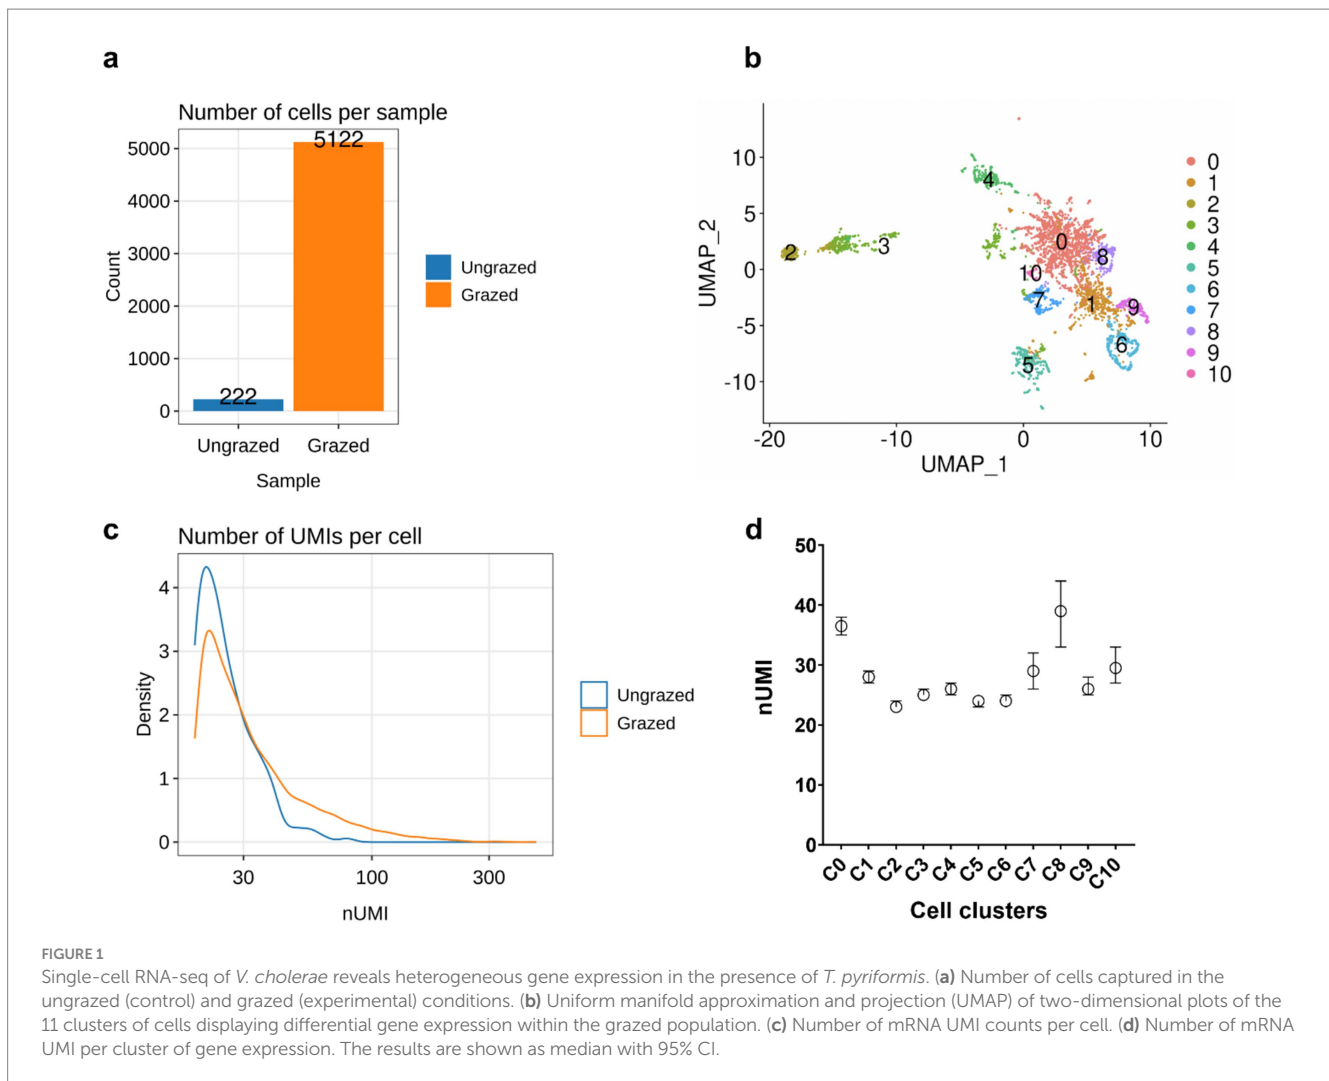 a
Number of cells per sample
5122
222
5000
4000
3000
2000
1000
0
Count
Ungrazed Grazed
Sample
Ungrazed
Grazed
b
10
5
0
-5
-10
UMAP_2
4
0
2
3
8
10
7
1
9
6
5
-20 -10 0 10
UMAP_1
0
1
2
3
4
5
6
7
8
9
10
c
Number of UMIs per cell
4
3
2
1
0
Density
30 100 300
nUMI
Ungrazed
Grazed
d
50
40
30
20
10
0
nUMI
C0 C1 C2 C3 C4 C5 C6 C7 C8 C9 C10
Cell clusters
FIGURE 1
Single-cell RNA-seq of V. cholerae reveals heterogeneous gene expression in the presence of T. pyriformis. (a) Number of cells captured in the
ungrazed (control) and grazed (experimental) conditions. (b) Uniform manifold approximation and projection (UMAP) of two-dimensional plots of the
11 clusters of cells displaying differential gene expression within the grazed population. (c) Number of mRNA UMI counts per cell. (d) Number of mRNA
UMI per cluster of gene expression. The results are shown as median with 95% CI.